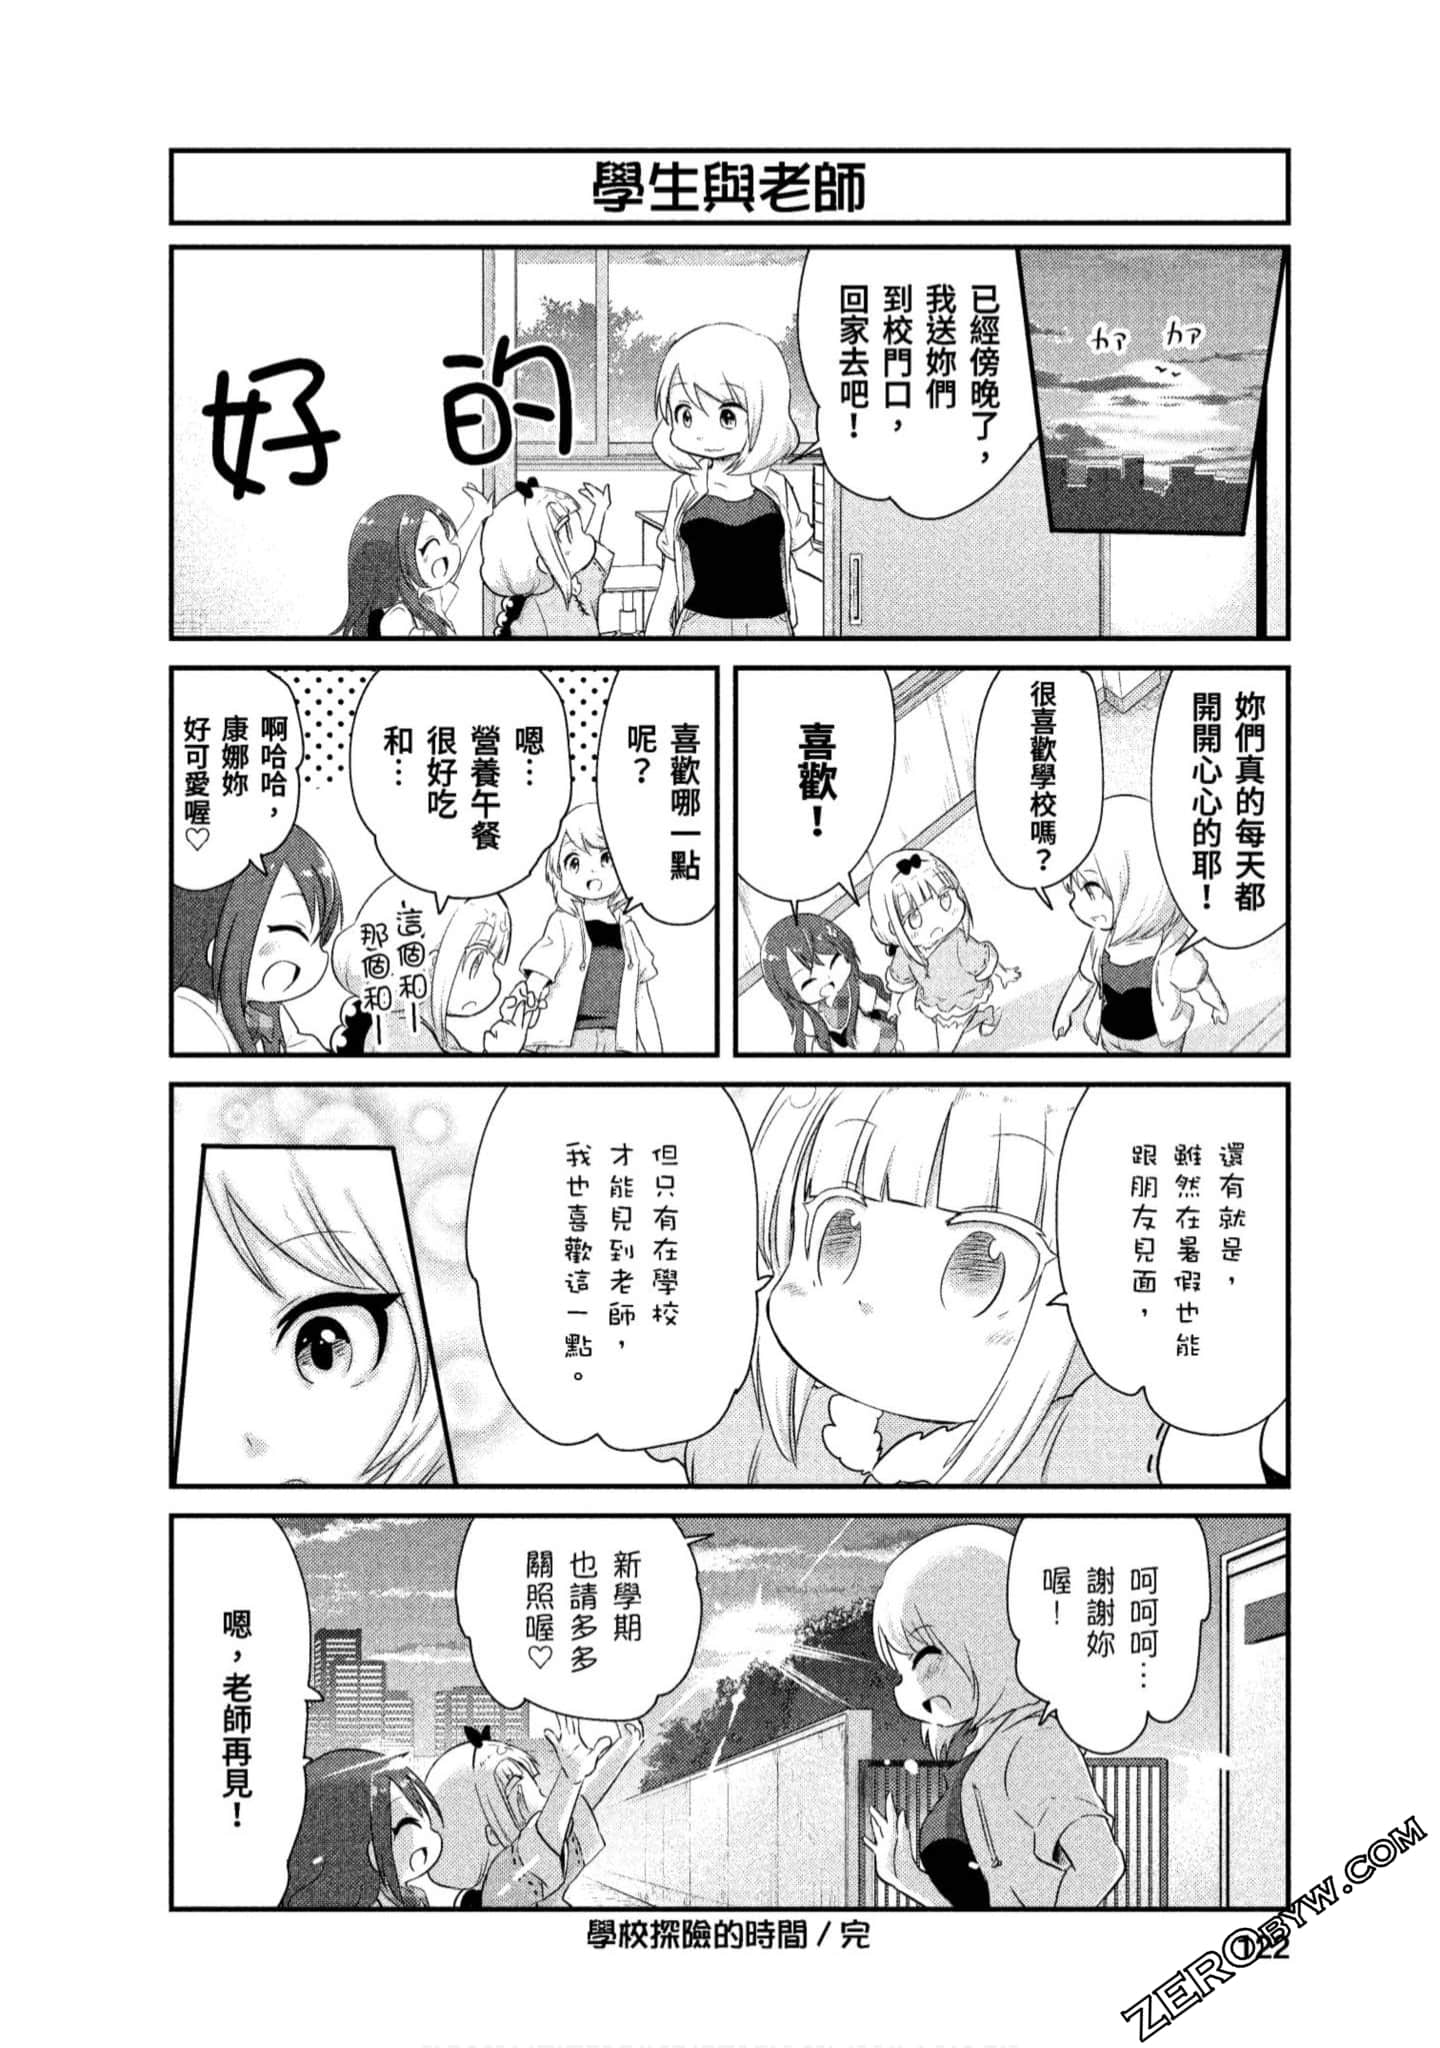 學生與老師
カァ
カァ
已經傍晚了，
我送妳們
到校門口，
回家去吧！
好的
妳們真的每天都
開開心心的耶！
很喜歡學校嗎？
喜歡！
喜歡哪一點
呢？
嗯…
營養午餐
很好吃
和…
這個和ー
那個和ー
啊哈哈，
康娜妳
好可愛喔♡
還有就是，
雖然在暑假也能
跟朋友見面，
但只有在學校
才能見到老師，
我也喜歡這一點。
呵呵呵…
謝謝妳
喔！
新學期
也請多多
關照喔♡
嗯，老師再見！
學校探險的時間／完
122
ZEROBYW.COM